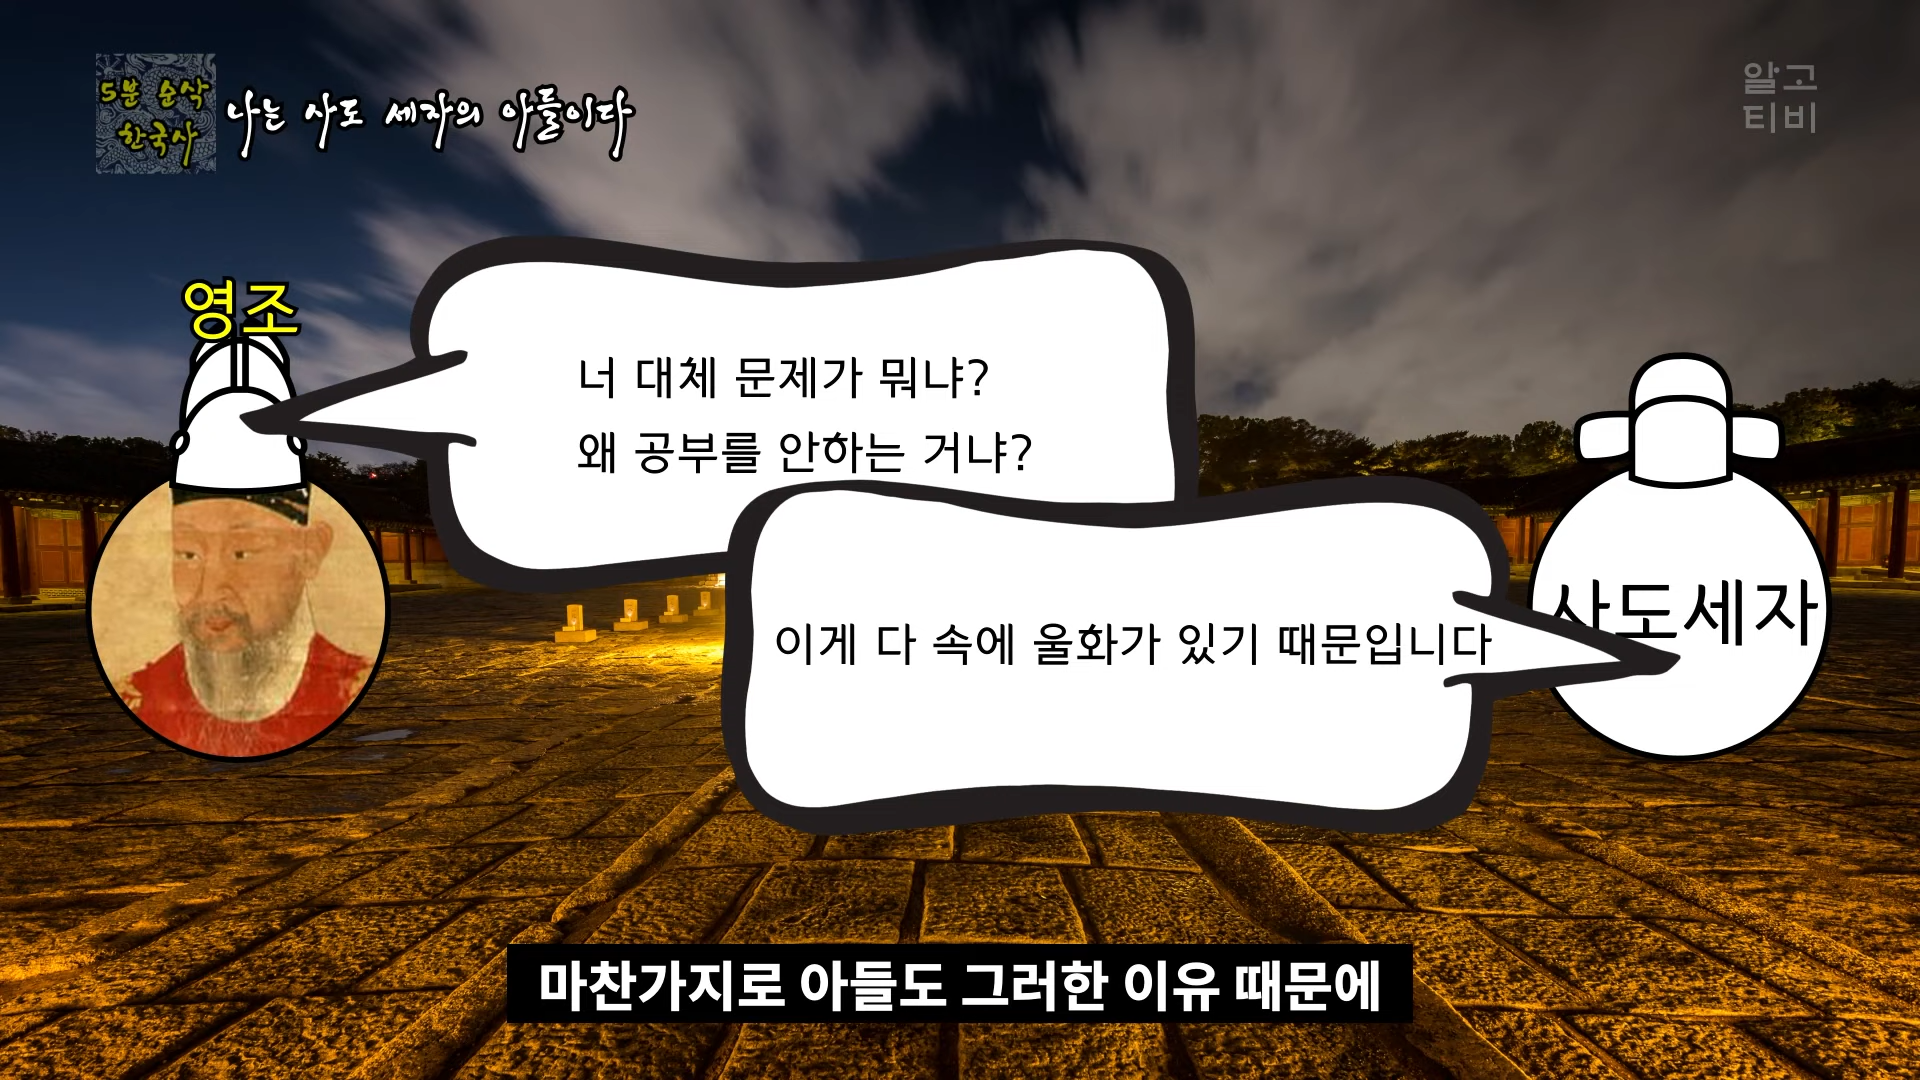 5분 순삭
한국사
나는 사도 세자의 아들이다
알고
티비
영조
너 대체 문제가 뭐냐?
왜 공부를 안하는 거냐?
이게 다 속에 울화가 있기 때문입니다
사도세자
마찬가지로 아들도 그러한 이유 때문에